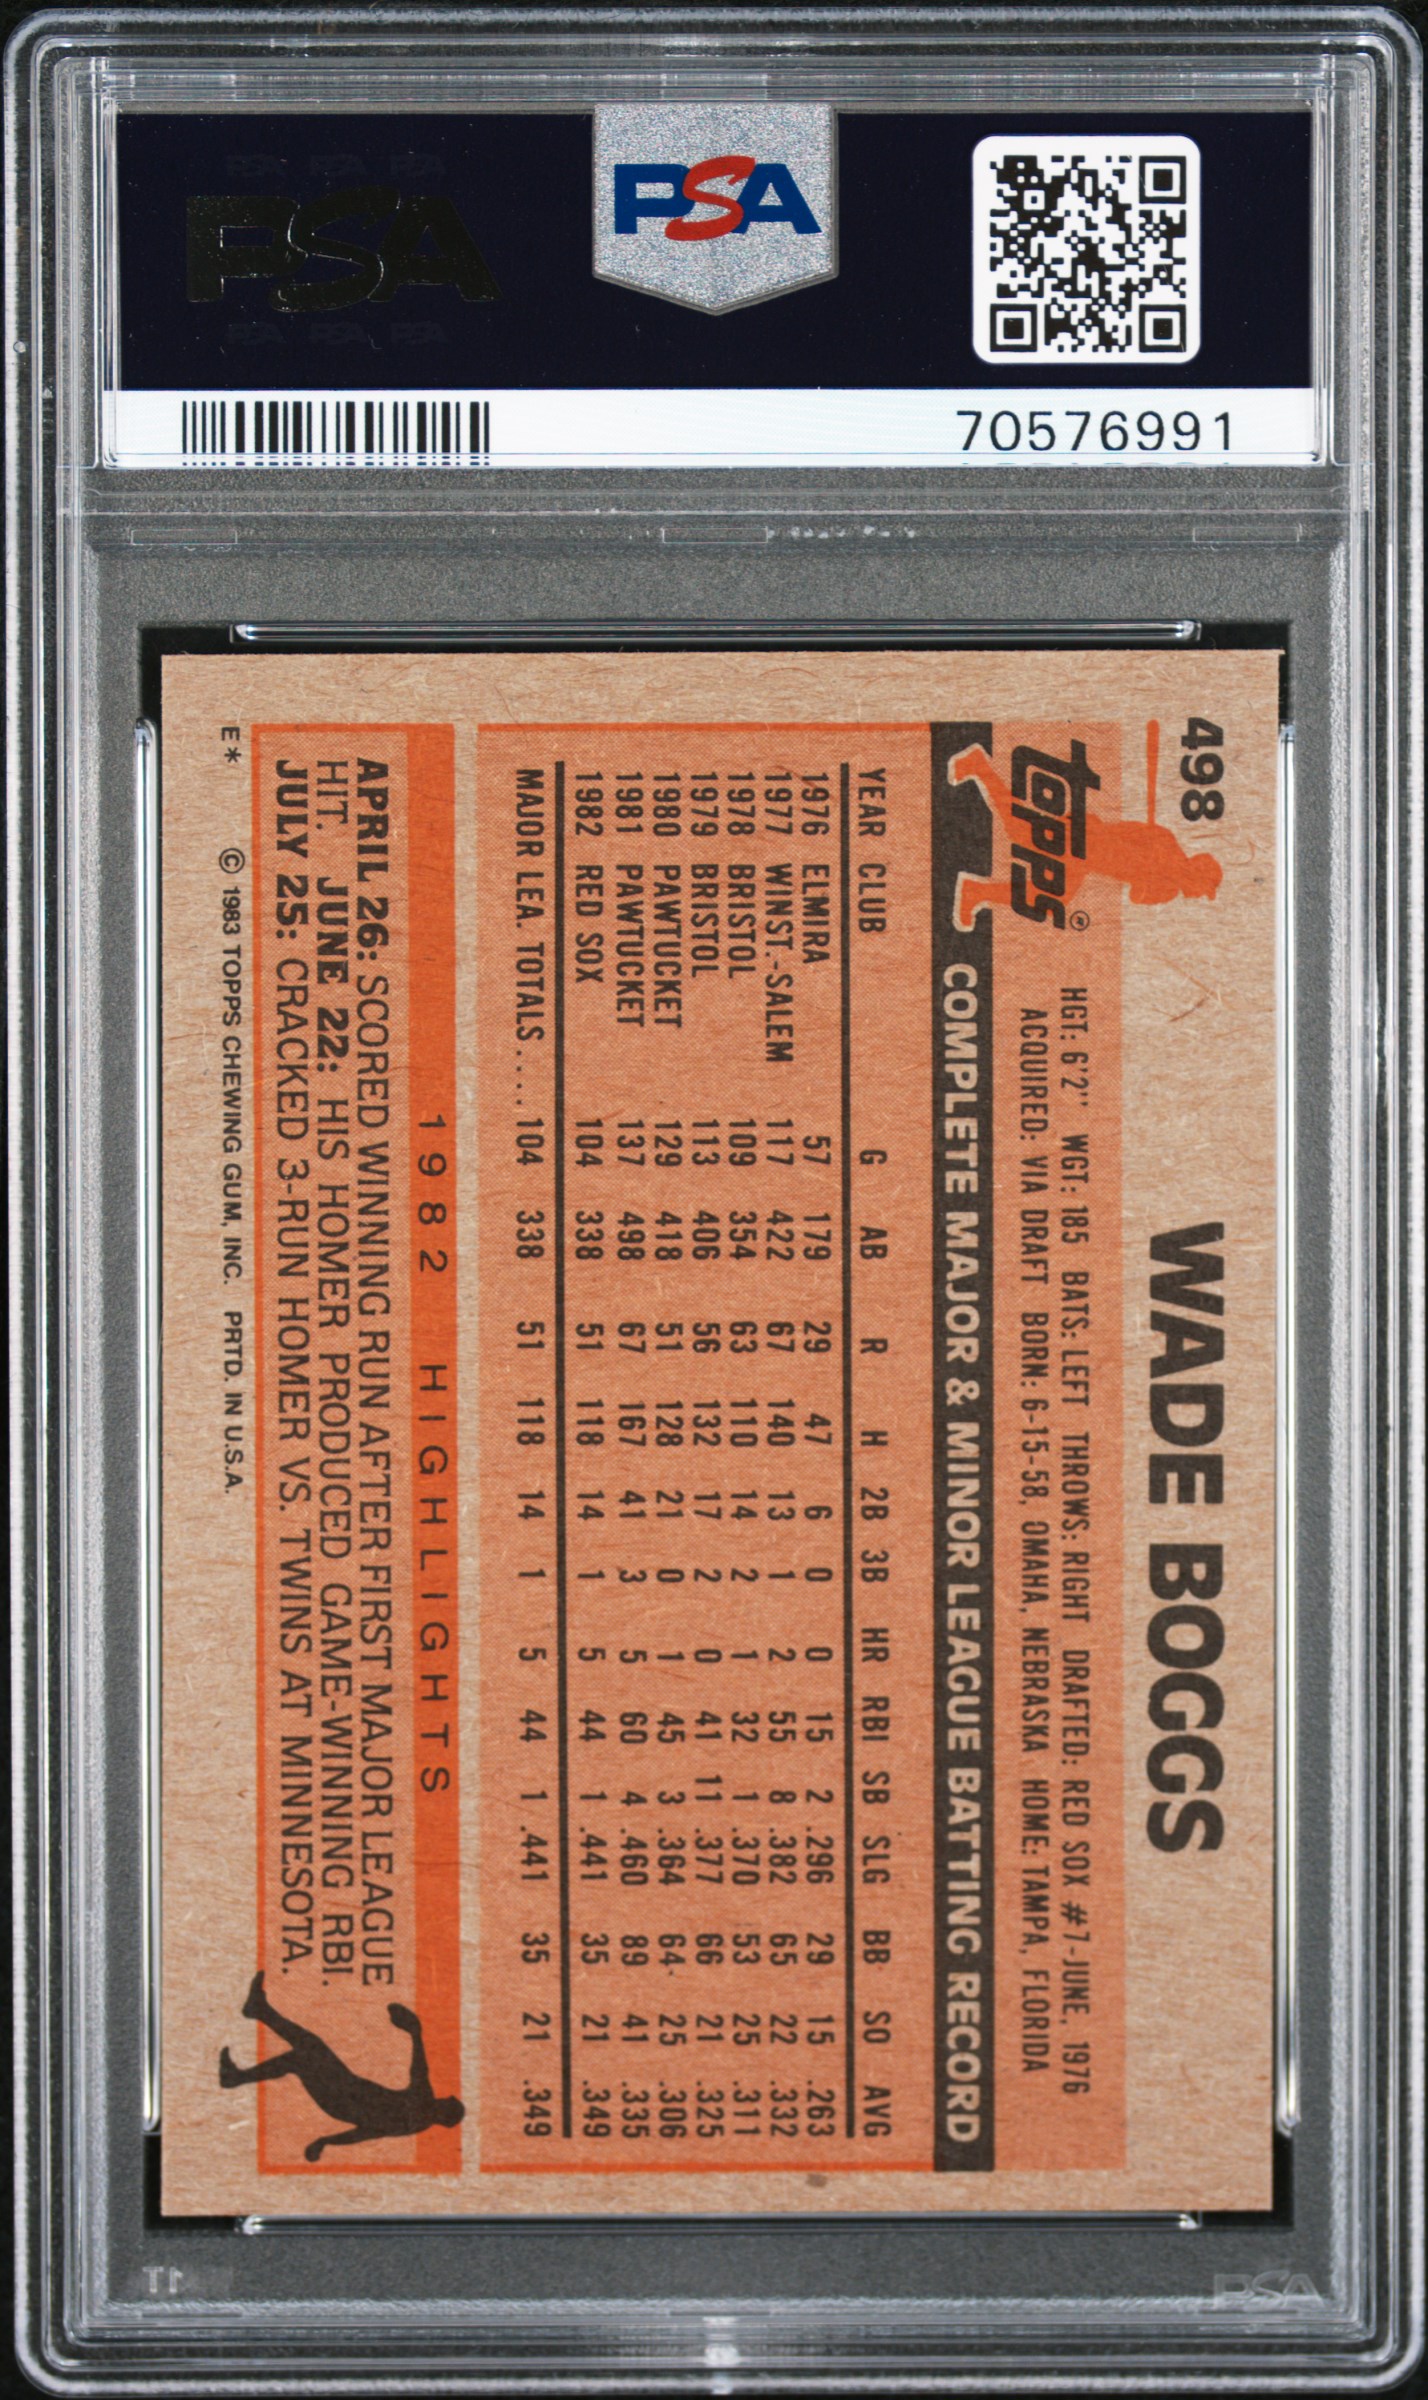 PSA PSA PSA
PSA
PSA PSA PSA
PSA
70576991
498
WADE BOGGS
topps®
HGT: 6'2" WGT: 185 BATS: LEFT THROWS: RIGHT DRAFTED: RED SOX #7-JUNE, 1976
ACQUIRED: VIA DRAFT BORN: 6-15-58, OMAHA, NEBRASKA HOME: TAMPA, FLORIDA
COMPLETE MAJOR & MINOR LEAGUE BATTING RECORD
YEAR CLUB G AB R H 2B 3B HR RBI SB SLG BB SO AVG
1976 ELMIRA 57 179 29 47 6 0 0 15 2 .296 29 15 .263
1977 WINST.-SALEM 117 422 67 140 13 1 2 55 8 .382 65 22 .332
1978 BRISTOL 109 354 63 110 14 2 1 32 1 .370 53 25 .311
1979 BRISTOL 113 406 56 132 17 2 0 41 11 .377 66 21 .325
1980 PAWTUCKET 129 418 51 128 21 0 1 45 3 .364 64 25 .306
1981 PAWTUCKET 137 498 67 167 41 3 5 60 4 .460 89 41 .335
1982 RED SOX 104 338 51 118 14 1 5 44 1 .441 35 21 .349
MAJOR LEA. TOTALS.... 104 338 51 118 14 1 5 44 1 .441 35 21 .349
1982 HIGHLIGHTS
APRIL 26: SCORED WINNING RUN AFTER FIRST MAJOR LEAGUE
HIT. JUNE 22: HIS HOMER PRODUCED GAME-WINNING RBI.
JULY 25: CRACKED 3-RUN HOMER VS. TWINS AT MINNESOTA.
E* © 1983 TOPPS CHEWING GUM, INC. PRTD. IN U.S.A.
PSA